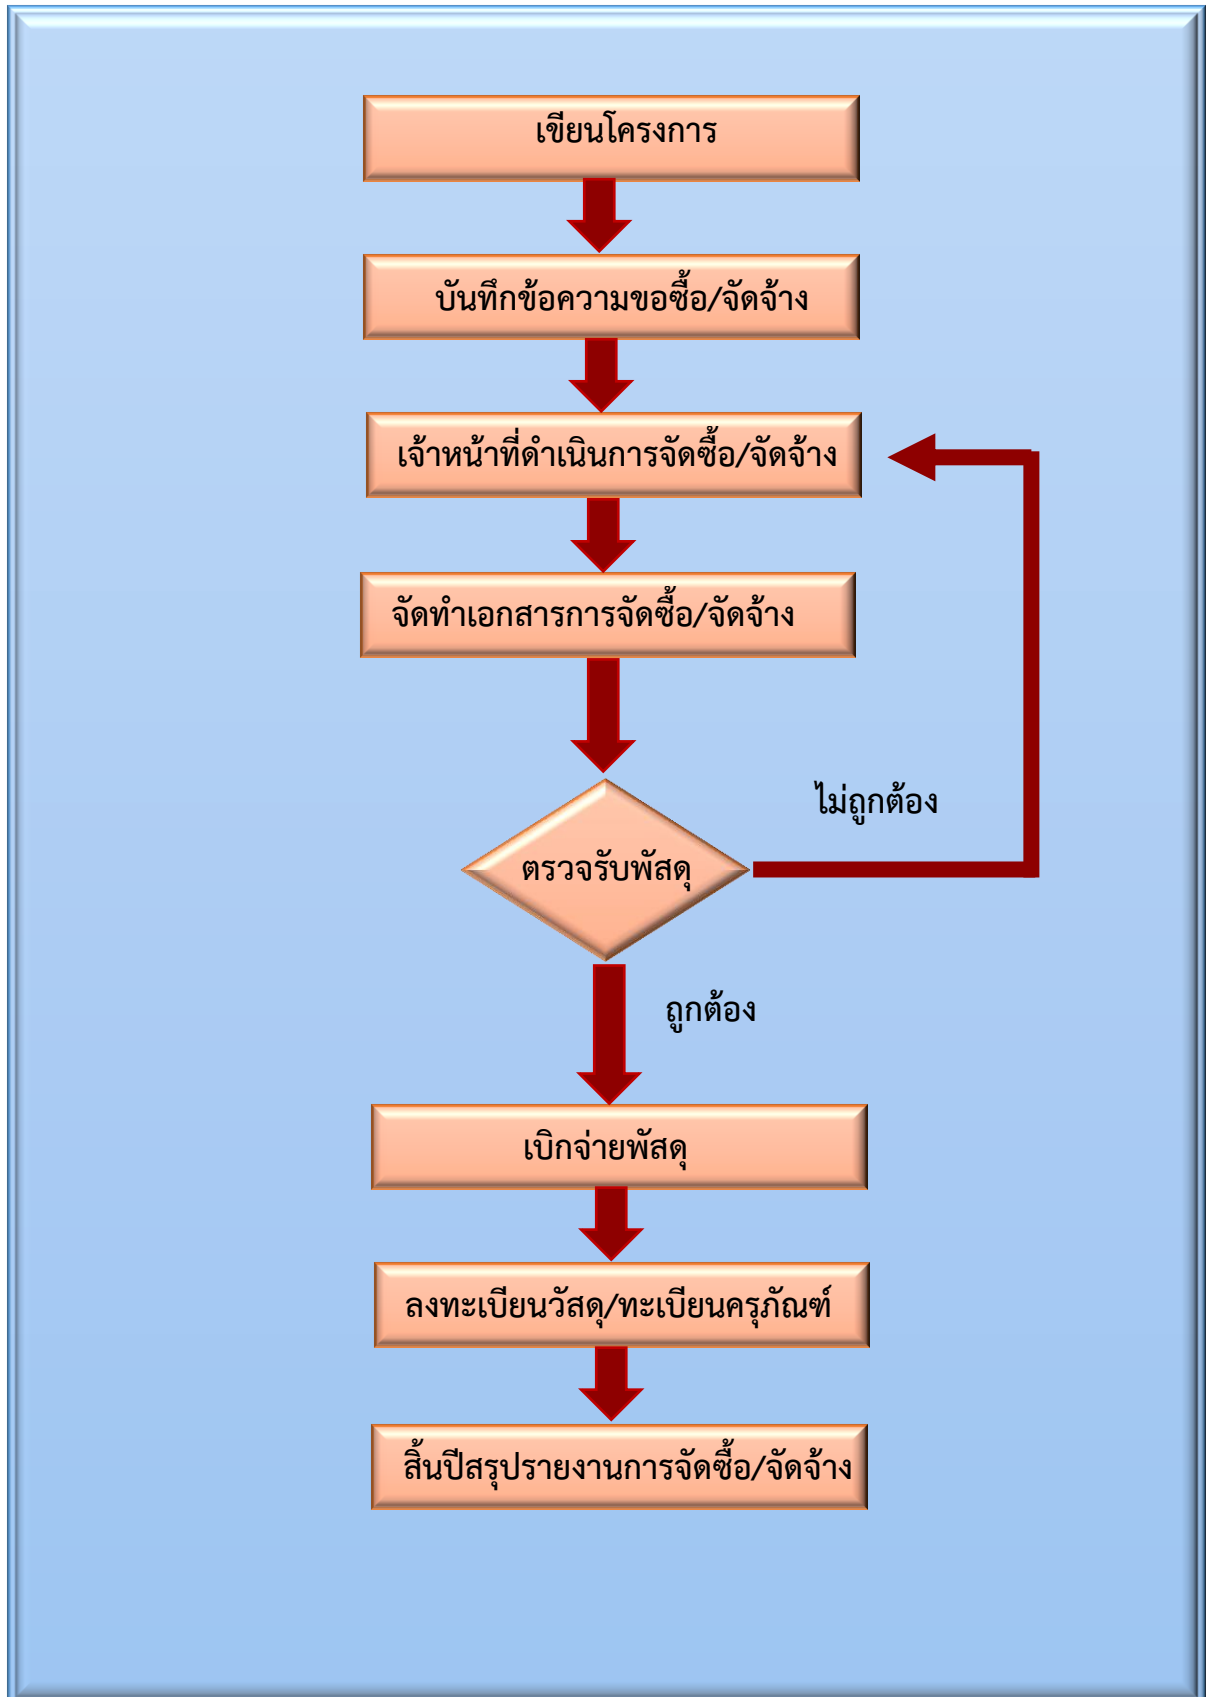 เขียนโครงการ
บันทึกข้อความขอซื้อ/จัดจ้าง
เจ้าหน้าที่ดำเนินการจัดซื้อ/จัดจ้าง
จัดทำเอกสารการจัดซื้อ/จัดจ้าง
ไม่ถูกต้อง
ตรวจรับพัสดุ
ถูกต้อง
เบิกจ่ายพัสดุ
ลงทะเบียนวัสดุ/ทะเบียนครุภัณฑ์
สิ้นปีสรุปรายงานการจัดซื้อ/จัดจ้าง